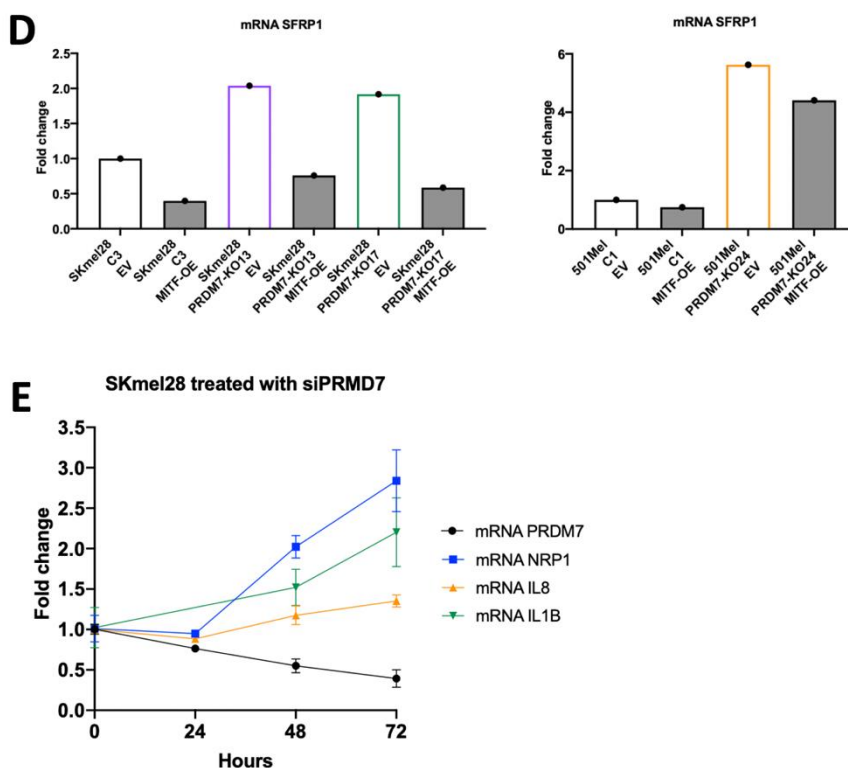 D
mRNA SFRP1
Fold change
2.5
2.0
1.5
1.0
0.5
0.0
SKmel28
C3
EV
SKmel28
C3
MITF-OE
SKmel28
PRDM7-KO13
EV
SKmel28
PRDM7-KO13
MITF-OE
SKmel28
PRDM7-KO17
EV
SKmel28
PRDM7-KO17
MITF-OE
mRNA SFRP1
Fold change
6
4
2
0
501Mel
C1
EV
501Mel
C1
MITF-OE
501Mel
PRDM7-KO24
EV
501Mel
PRDM7-KO24
MITF-OE
E
SKmel28 treated with siPRMD7
Fold change
3.5
3.0
2.5
2.0
1.5
1.0
0.5
0.0
0
24
48
72
Hours
mRNA PRDM7
mRNA NRP1
mRNA IL8
mRNA IL1B